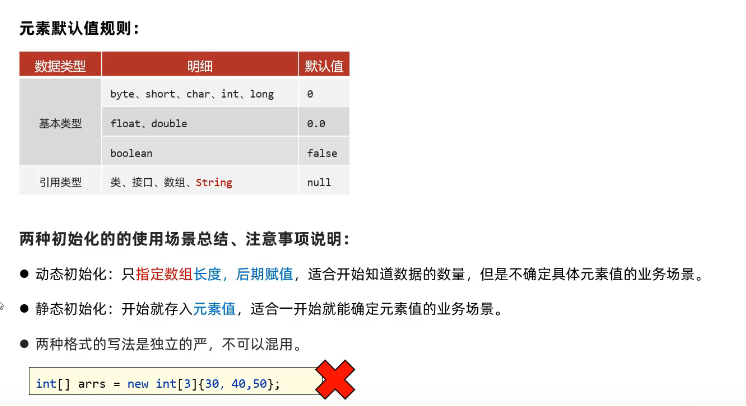 元素默认值规则：
数据类型 明细 默认值
基本类型 byte、short、char、int、long 0
float、double 0.0
boolean false
引用类型 类、接口、数组、String null
两种初始化的的使用场景总结、注意事项说明：
● 动态初始化：只指定数组长度，后期赋值，适合开始知道数据的数量，但是不确定具体元素值的业务场景。
● 静态初始化：开始就存入元素值，适合一开始就能确定元素值的业务场景。
● 两种格式的写法是独立的严，不可以混用。
int[] arrs = new int[3]{30, 40,50};